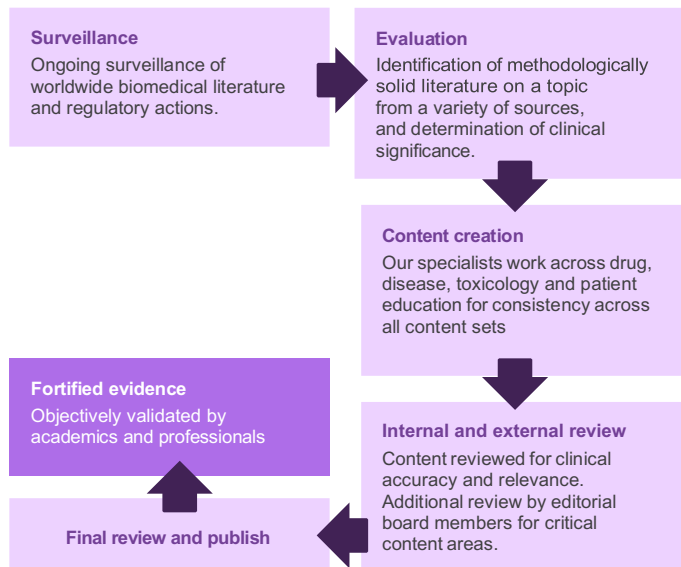 Surveillance
Ongoing surveillance of
worldwide biomedical literature
and regulatory actions.
Evaluation
Identification of methodologically
solid literature on a topic
from a variety of sources,
and determination of clinical
significance.
Content creation
Our specialists work across drug,
disease, toxicology and patient
education for consistency across
all content sets
Internal and external review
Content reviewed for clinical
accuracy and relevance.
Additional review by editorial
board members for critical
content areas.
Final review and publish
Fortified evidence
Objectively validated by
academics and professionals